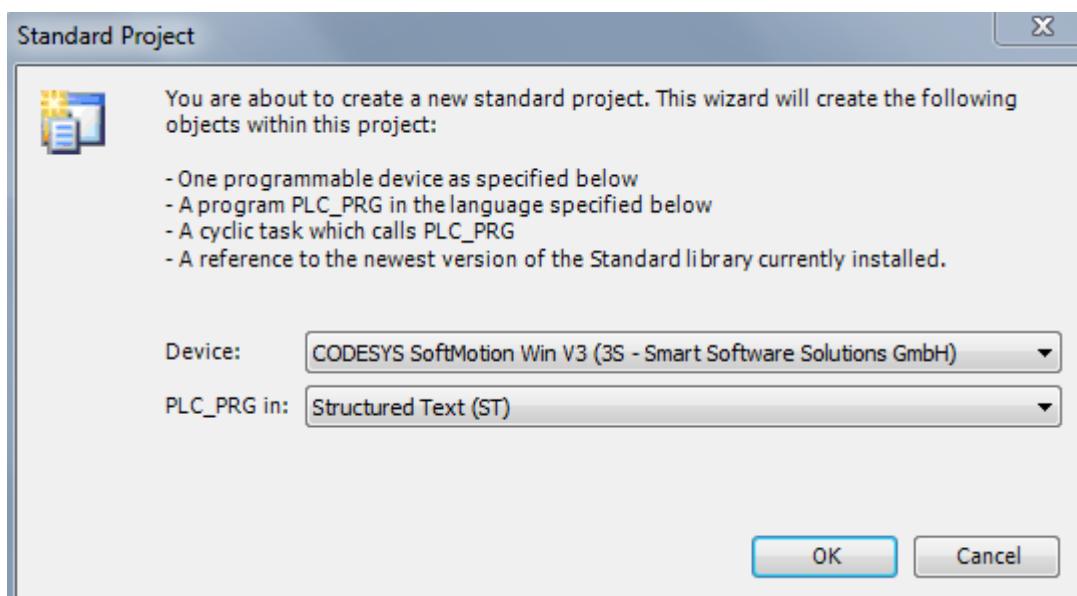 Standard Project
You are about to create a new standard project. This wizard will create the following
objects within this project:
- One programmable device as specified below
- A program PLC_PRG in the language specified below
- A cyclic task which calls PLC_PRG
- A reference to the newest version of the Standard library currently installed.
Device: CODESYS SoftMotion Win V3 (3S - Smart Software Solutions GmbH)
PLC_PRG in: Structured Text (ST)
OK Cancel